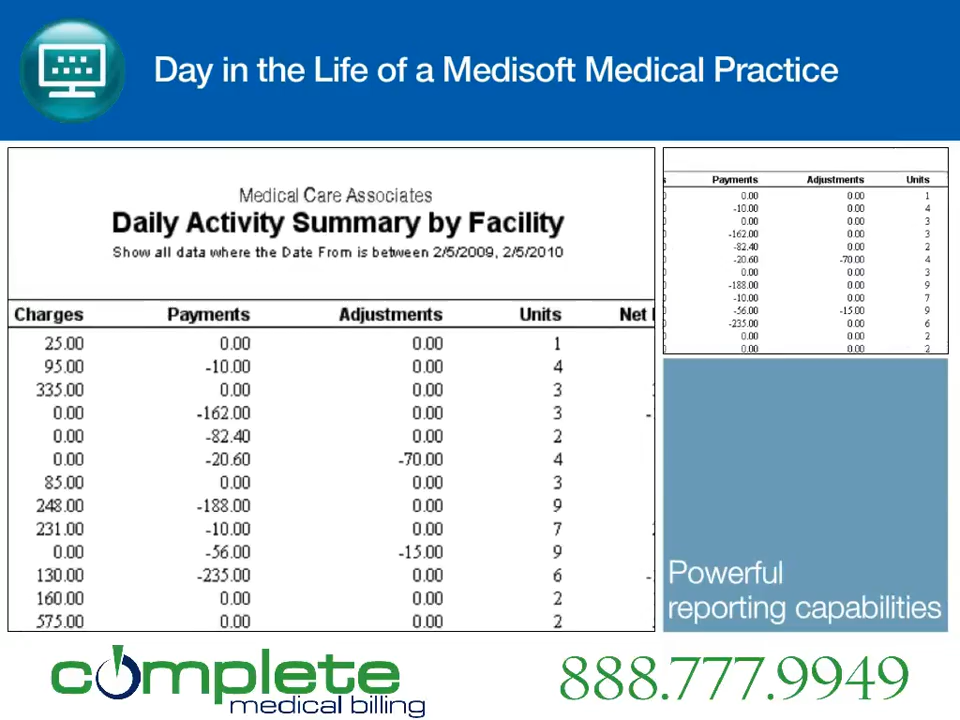 Day in the Life of a Medisoft Medical Practice
Medical Care Associates
Daily Activity Summary by Facility
Show all data where the Date From is between 2/5/2009, 2/5/2010
Charges Payments Adjustments Units Net
25.00 0.00 0.00 1
95.00 -10.00 0.00 4
335.00 0.00 0.00 3
0.00 -162.00 0.00 3 -
0.00 -82.40 0.00 2
0.00 -20.60 -70.00 4
85.00 0.00 0.00 3
248.00 -188.00 0.00 9
231.00 -10.00 0.00 7
0.00 -56.00 -15.00 9
130.00 -235.00 0.00 6 -
160.00 0.00 0.00 2
575.00 0.00 0.00 2
s Payments Adjustments Units
0.00 0.00 1
-10.00 0.00 4
0.00 0.00 3
-162.00 0.00 3
-82.40 0.00 2
-20.60 -70.00 4
0.00 0.00 3
-188.00 0.00 9
-10.00 0.00 7
-56.00 -15.00 9
-235.00 0.00 6
0.00 0.00 2
0.00 0.00 2
Powerful
reporting capabilities
complete
medical billing
888.777.9949